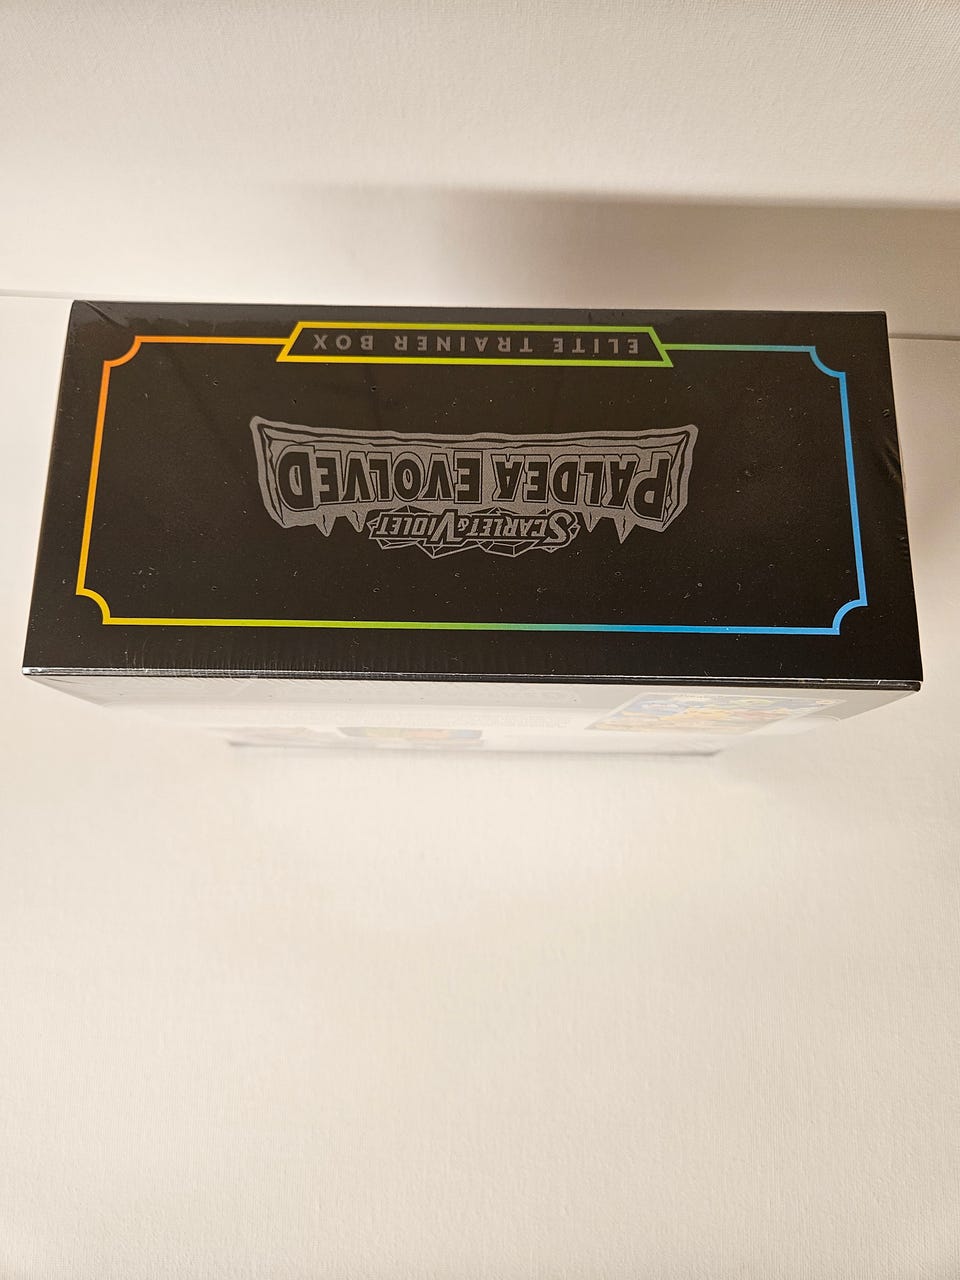 SCARLET & VIOLET
PALDEA EVOLVED
ELITE TRAINER BOX